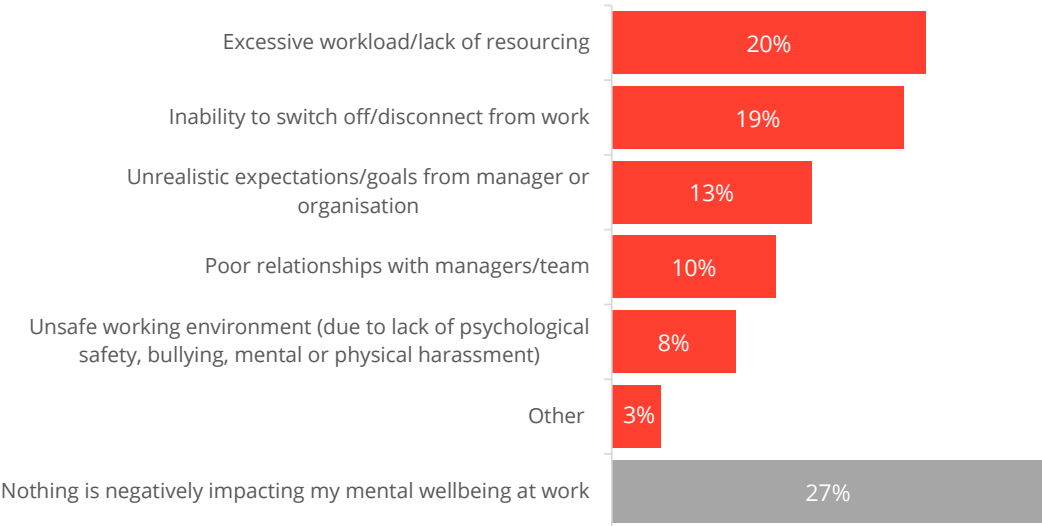 Excessive workload/lack of resourcing
20%
Inability to switch off/disconnect from work
19%
Unrealistic expectations/goals from manager or
organisation
13%
Poor relationships with managers/team
10%
Unsafe working environment (due to lack of psychological
safety, bullying, mental or physical harassment)
8%
Other
3%
Nothing is negatively impacting my mental wellbeing at work
27%